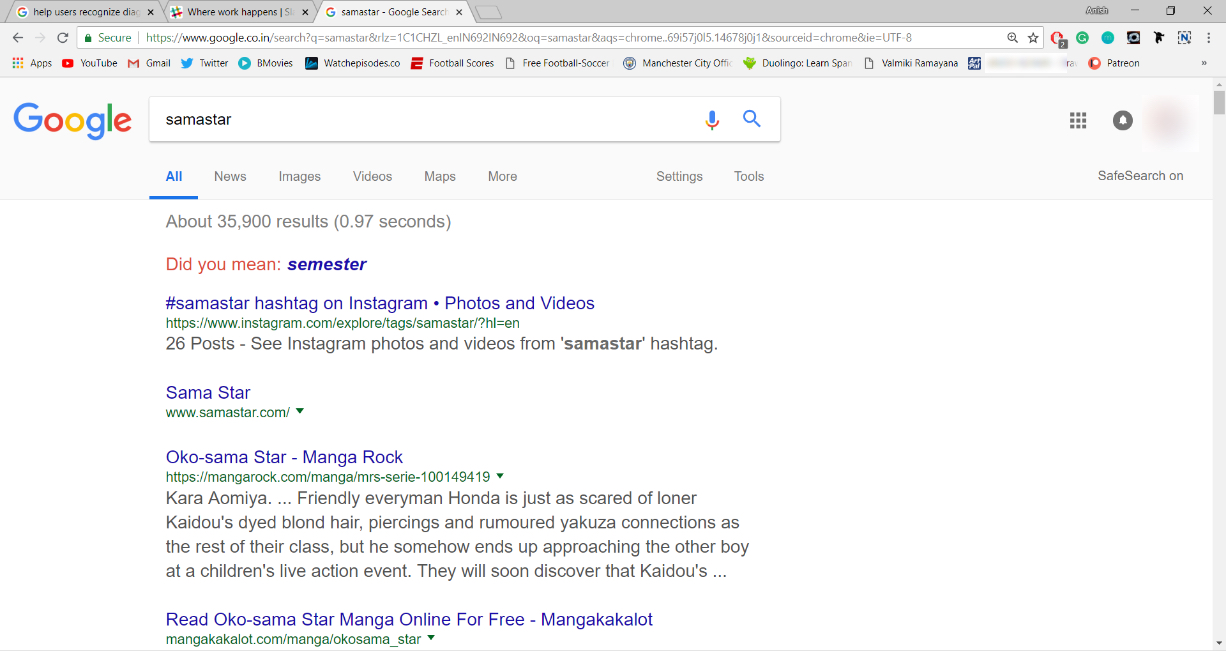 help users recognize diag
Where work happens | Sl
samastar - Google Search
Anish
Secure
https://www.google.co.in/search?q=samastar&rlz=1C1CHZL_enIN692IN692&oq=samastar&aqs=chrome..69i57j0l5.14678j0j1&sourceid=chrome&ie=UTF-8
2
Apps YouTube Gmail Twitter BMovies Watchepisodes.co Football Scores Free Football-Soccer Manchester City Offic Duolingo: Learn Span Valmiki Ramayana Patreon »
Google
samastar
All News Images Videos Maps More Settings Tools SafeSearch on
About 35,900 results (0.97 seconds)
Did you mean: semester
#samastar hashtag on Instagram • Photos and Videos
https://www.instagram.com/explore/tags/samastar/?hl=en
26 Posts - See Instagram photos and videos from 'samastar' hashtag.
Sama Star
www.samastar.com/
Oko-sama Star - Manga Rock
https://mangarock.com/manga/mrs-serie-100149419
Kara Aomiya. ... Friendly everyman Honda is just as scared of loner
Kaidou's dyed blond hair, piercings and rumoured yakuza connections as
the rest of their class, but he somehow ends up approaching the other boy
at a children's live action event. They will soon discover that Kaidou's ...
Read Oko-sama Star Manga Online For Free - Mangakakalot
mangakakalot.com/manga/okosama_star